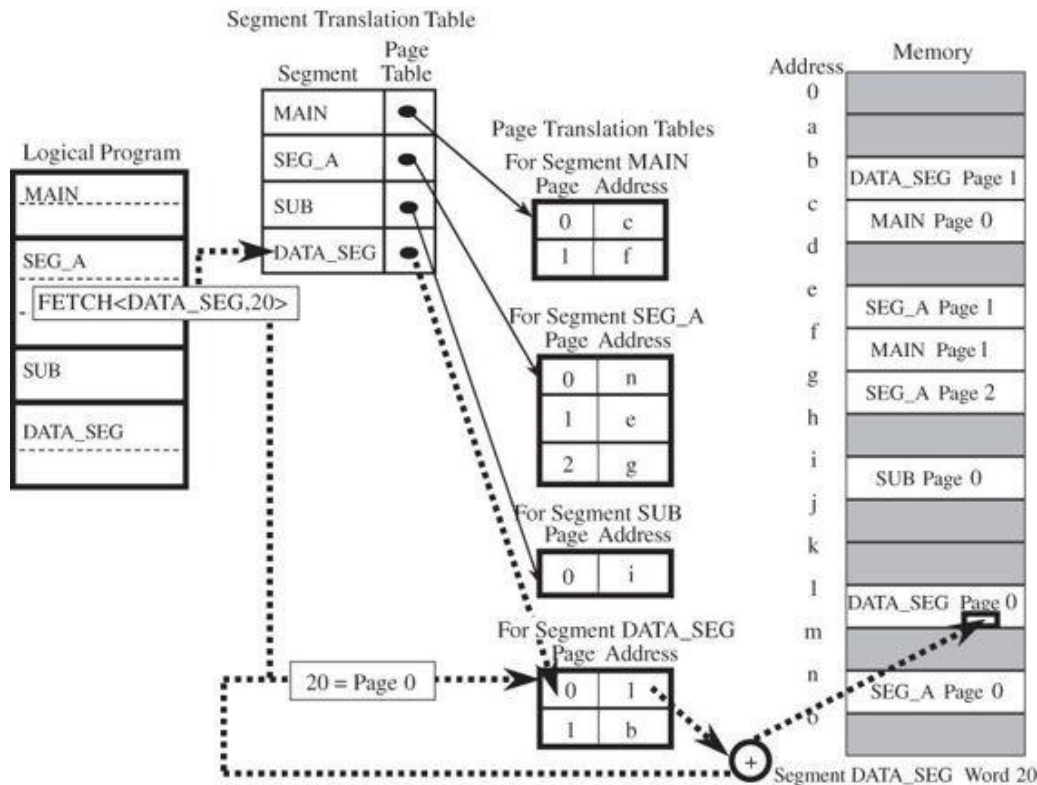 Segment Translation Table
Segment
Page
Table
MAIN
SEG_A
SUB
DATA_SEG
Logical Program
MAIN
SEG_A
FETCH<DATA_SEG,20>
SUB
DATA_SEG
20 = Page 0
Page Translation Tables
For Segment MAIN
Page Address
0 c
1 f
For Segment SEG_A
Page Address
0 n
1 e
2 g
For Segment SUB
Page Address
0 i
For Segment DATA_SEG
Page Address
0 l
1 b
+
Memory
Address
0
a
b
DATA_SEG Page 1
c
MAIN Page 0
d
e
SEG_A Page 1
f
MAIN Page 1
g
SEG_A Page 2
h
i
SUB Page 0
j
k
l
DATA_SEG Page 0
m
n
SEG_A Page 0
o
Segment DATA_SEG Word 20